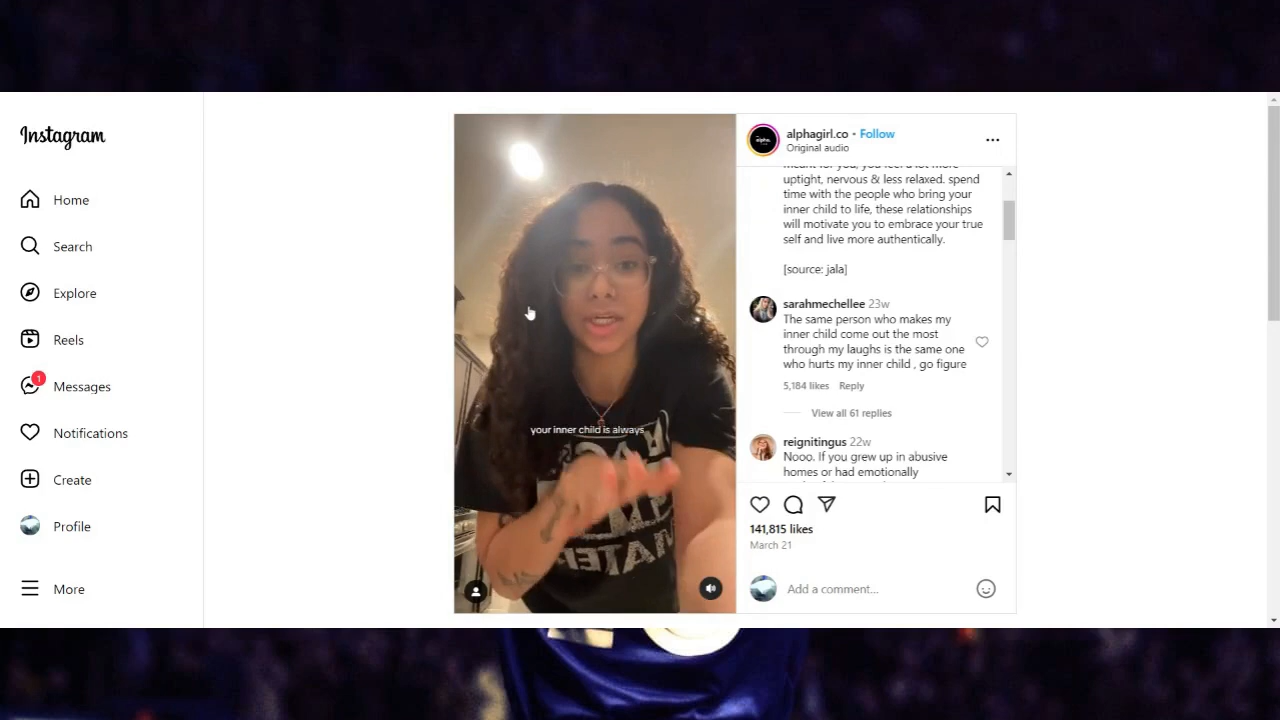 Instagram
Home
Search
Explore
Reels
1
Messages
Notifications
Create
Profile
More
your inner child is always
alphagirl.co • Follow
Original audio
meant for you, you feel a lot more
uptight, nervous & less relaxed. spend
time with the people who bring your
inner child to life, these relationships
will motivate you to embrace your true
self and live more authentically.
[source: jala]
sarahmechellee 23w
The same person who makes my
inner child come out the most
through my laughs is the same one
who hurts my inner child , go figure
5,184 likes Reply
View all 61 replies
reignitingus 22w
Nooo. If you grew up in abusive
homes or had emotionally
141,815 likes
March 21
Add a comment...